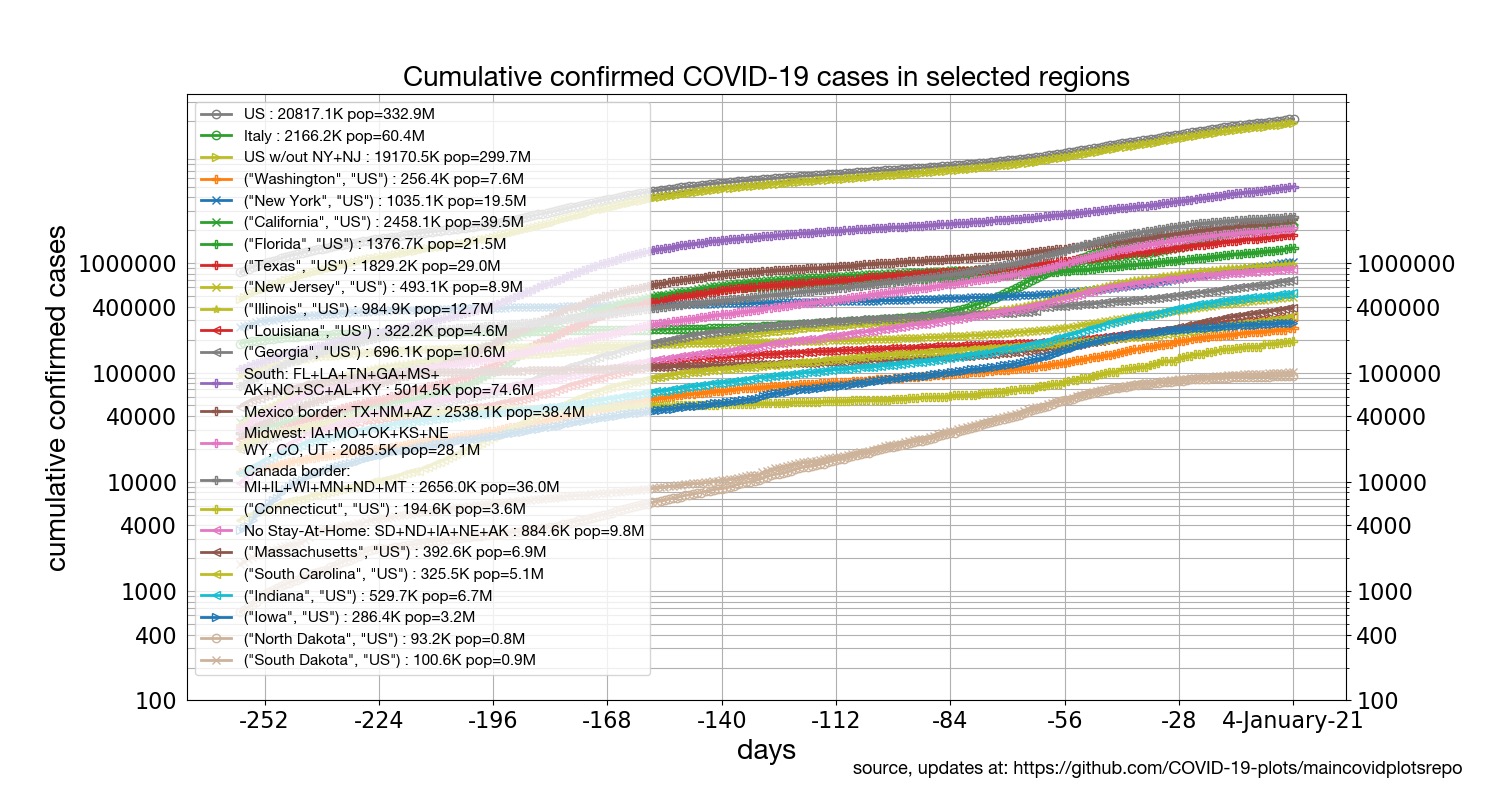 Cumulative confirmed COVID-19 cases in selected regions
US : 20817.1K pop=332.9M
Italy : 2166.2K pop=60.4M
US w/out NY+NJ : 19170.5K pop=299.7M
("Washington", "US") : 256.4K pop=7.6M
("New York", "US") : 1035.1K pop=19.5M
("California", "US") : 2458.1K pop=39.5M
("Florida", "US") : 1376.7K pop=21.5M
("Texas", "US") : 1829.2K pop=29.0M
("New Jersey", "US") : 493.1K pop=8.9M
("Illinois", "US") : 984.9K pop=12.7M
("Louisiana", "US") : 322.2K pop=4.6M
("Georgia", "US") : 696.1K pop=10.6M
South: FL+LA+TN+GA+MS+
AK+NC+SC+AL+KY : 5014.5K pop=74.6M
Mexico border: TX+NM+AZ : 2538.1K pop=38.4M
Midwest: IA+MO+OK+KS+NE
WY, CO, UT : 2085.5K pop=28.1M
Canada border:
MI+IL+WI+MN+ND+MT : 2656.0K pop=36.0M
("Connecticut", "US") : 194.6K pop=3.6M
No Stay-At-Home: SD+ND+IA+NE+AK : 884.6K pop=9.8M
("Massachusetts", "US") : 392.6K pop=6.9M
("South Carolina", "US") : 325.5K pop=5.1M
("Indiana", "US") : 529.7K pop=6.7M
("Iowa", "US") : 286.4K pop=3.2M
("North Dakota", "US") : 93.2K pop=0.8M
("South Dakota", "US") : 100.6K pop=0.9M
cumulative confirmed cases
1000000
400000
100000
40000
10000
4000
1000
400
100
1000000
400000
100000
40000
10000
4000
1000
400
100
-252 -224 -196 -168 -140 -112 -84 -56 -28 4-January-21
days
source, updates at: https://github.com/COVID-19-plots/maincovidplotsrepo